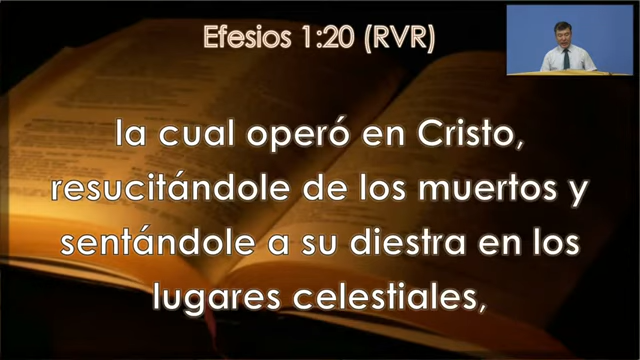 Efesios 1:20 (RVR)
la cual operó en Cristo,
resucitándole de los muertos y
sentándole a su diestra en los
lugares celestiales,